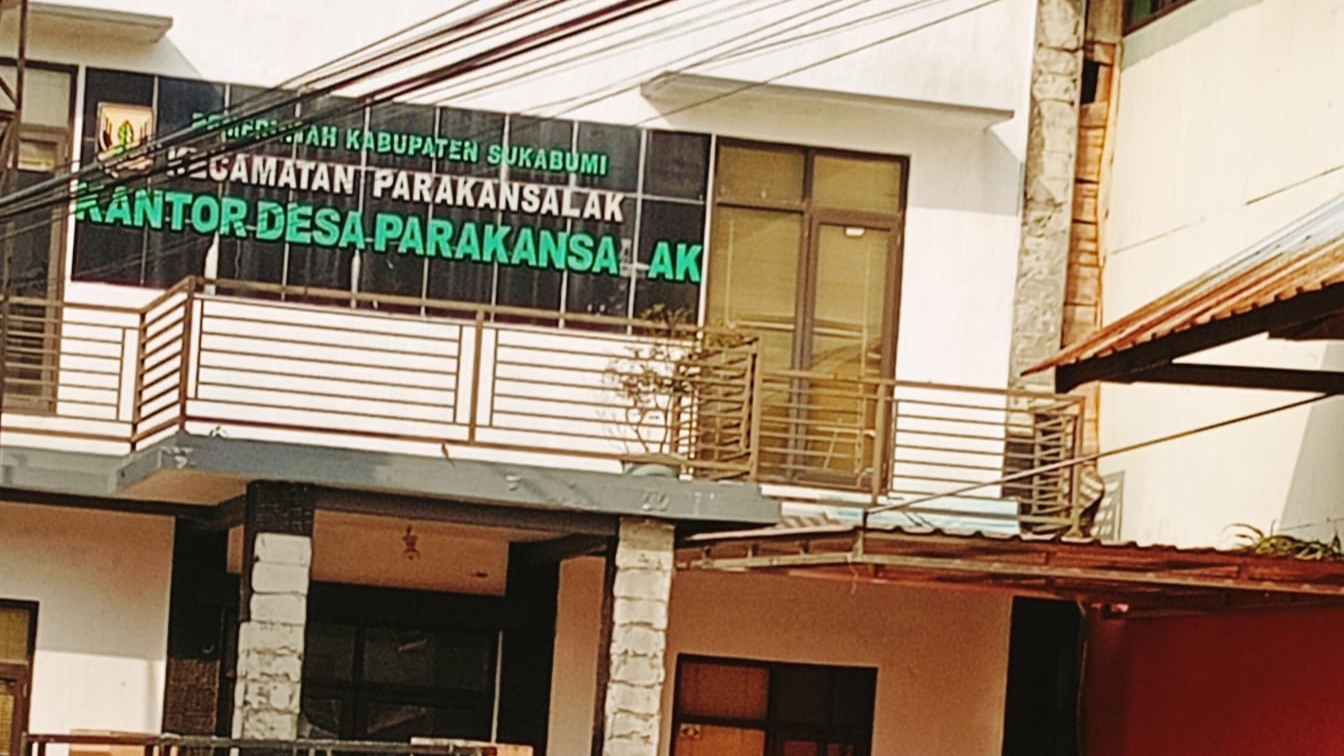 PEMERINTAH KABUPATEN SUKABUMI
KECAMATAN PARAKANSALAK
KANTOR DESA PARAKANSA AK